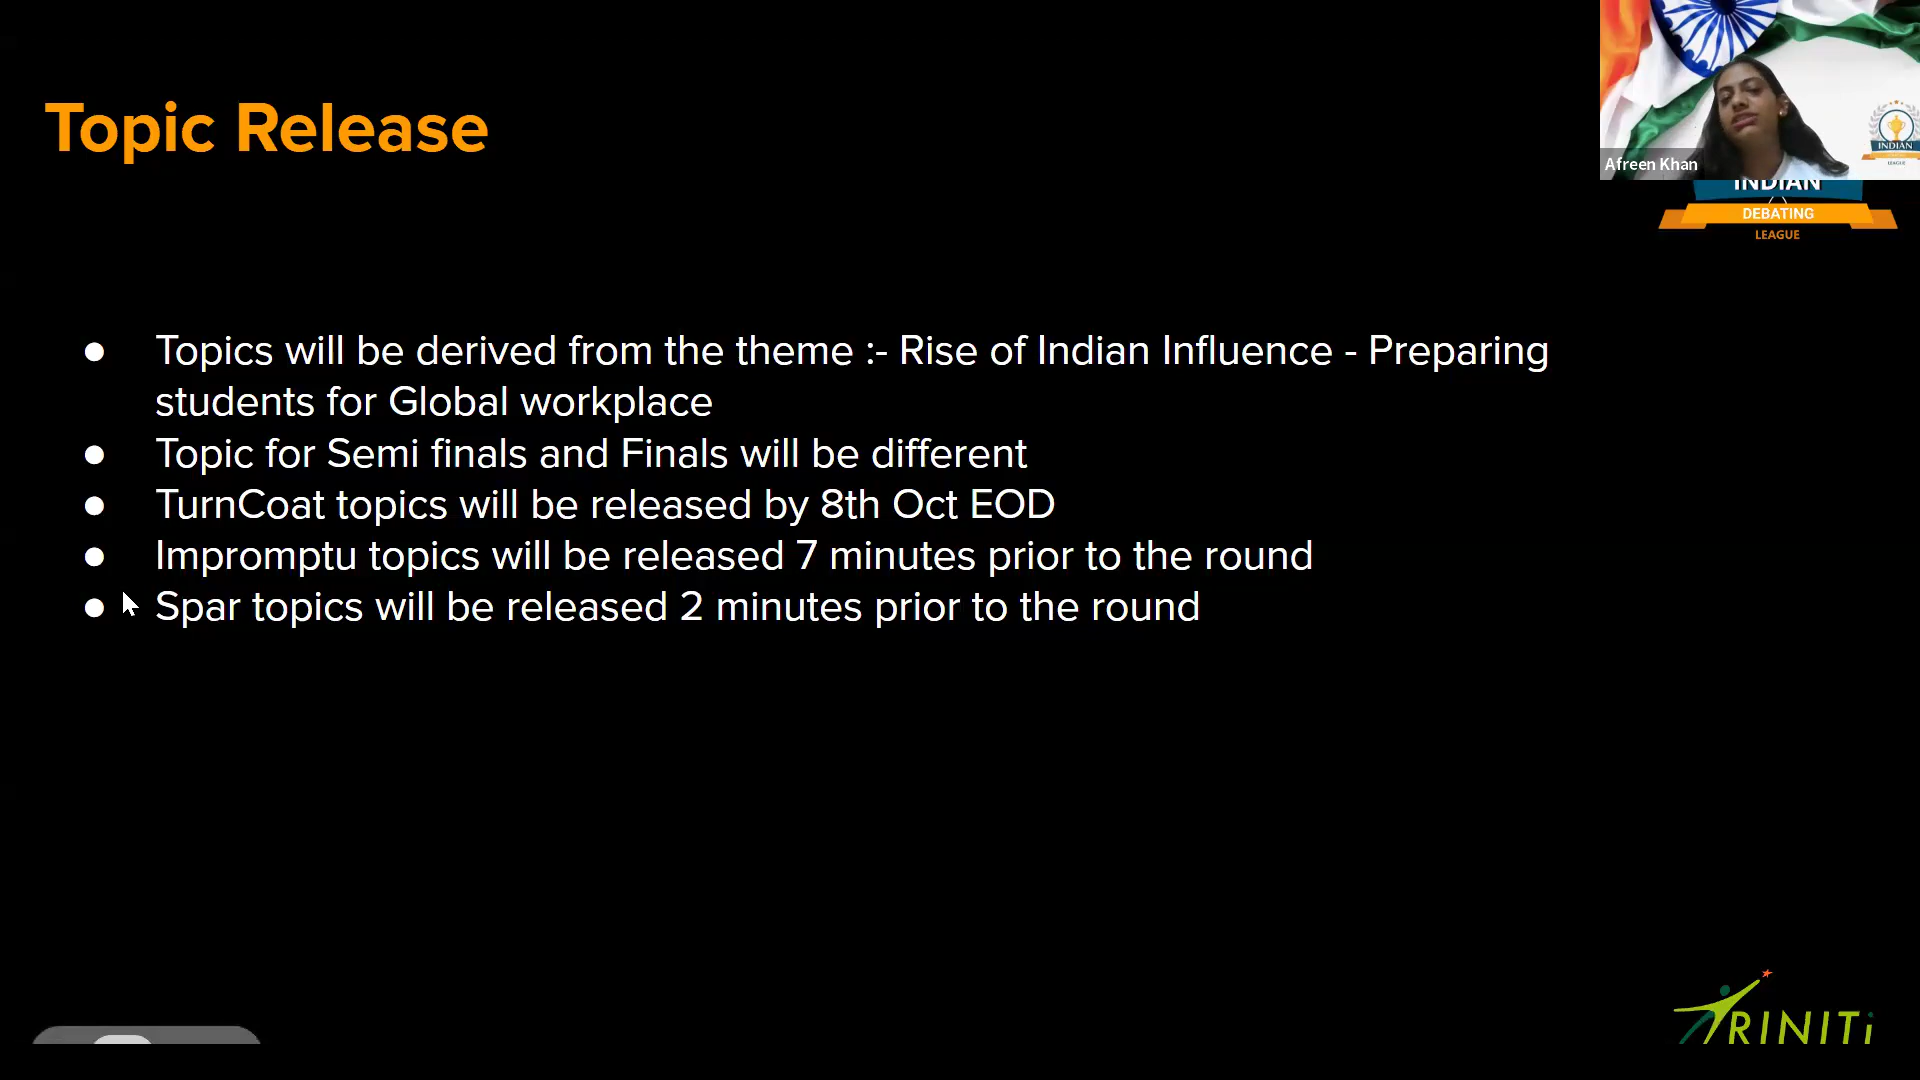 Topic Release
Afreen Khan
INDIAN
LEAGUE
INDIAN
DEBATING
LEAGUE
● Topics will be derived from the theme :- Rise of Indian Influence - Preparing
students for Global workplace
● Topic for Semi finals and Finals will be different
● TurnCoat topics will be released by 8th Oct EOD
● Impromptu topics will be released 7 minutes prior to the round
● Spar topics will be released 2 minutes prior to the round
TRINITi